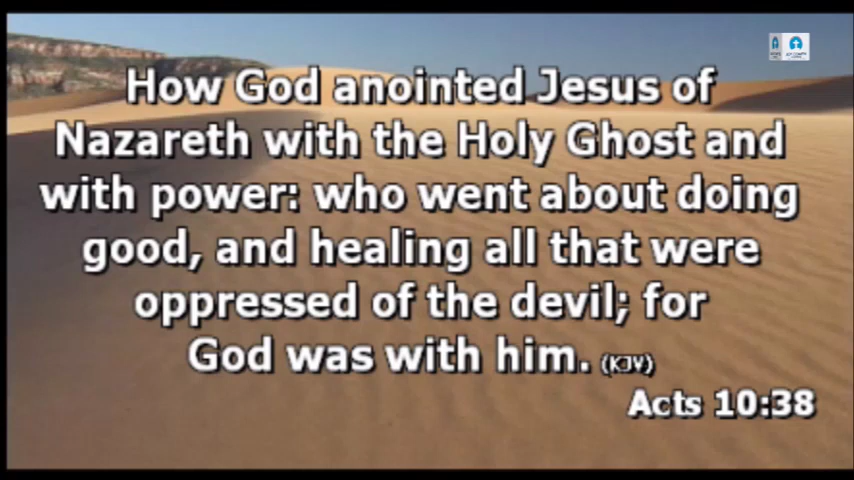 How God anointed Jesus of
Nazareth with the Holy Ghost and
with power: who went about doing
good, and healing all that were
oppressed of the devil; for
God was with him. (KJV)
Acts 10:38